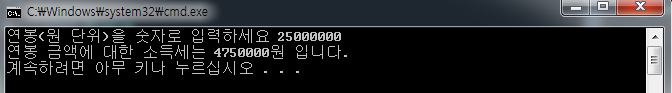 C:₩Windows₩system32₩cmd.exe
연봉(원 단위)을 숫자로 입력하세요 25000000
연봉 금액에 대한 소득세는 4750000원 입니다.
계속하려면 아무 키나 누르십시오 . . .